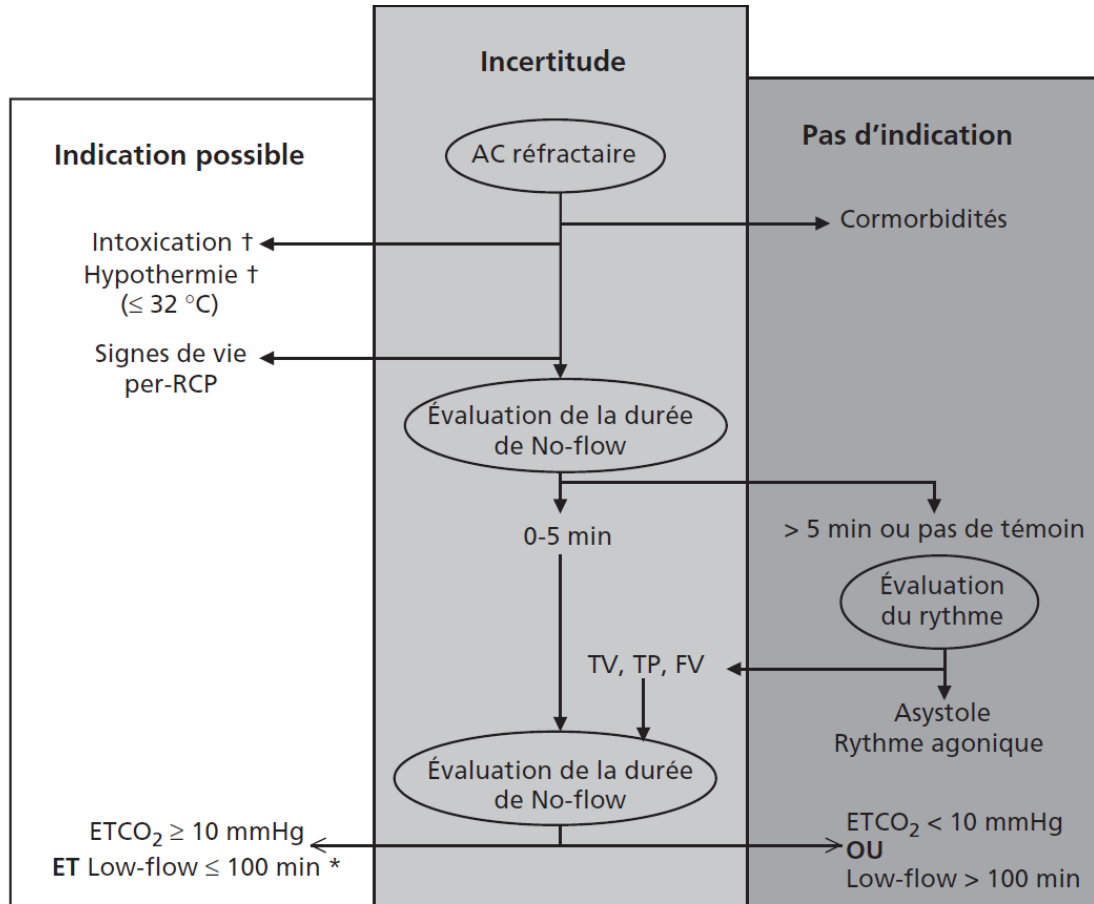 Incertitude
Indication possible
Pas d'indication
AC réfractaire
Cormorbidités
Intoxication †
Hypothermie †
(≤ 32 °C)
Signes de vie
per-RCP
Évaluation de la durée
de No-flow
0-5 min
> 5 min ou pas de témoin
Évaluation
du rythme
TV, TP, FV
Asystole
Rythme agonique
Évaluation de la durée
de No-flow
ETCO₂ ≥ 10 mmHg
ET Low-flow ≤ 100 min *
ETCO₂ < 10 mmHg
OU
Low-flow > 100 min